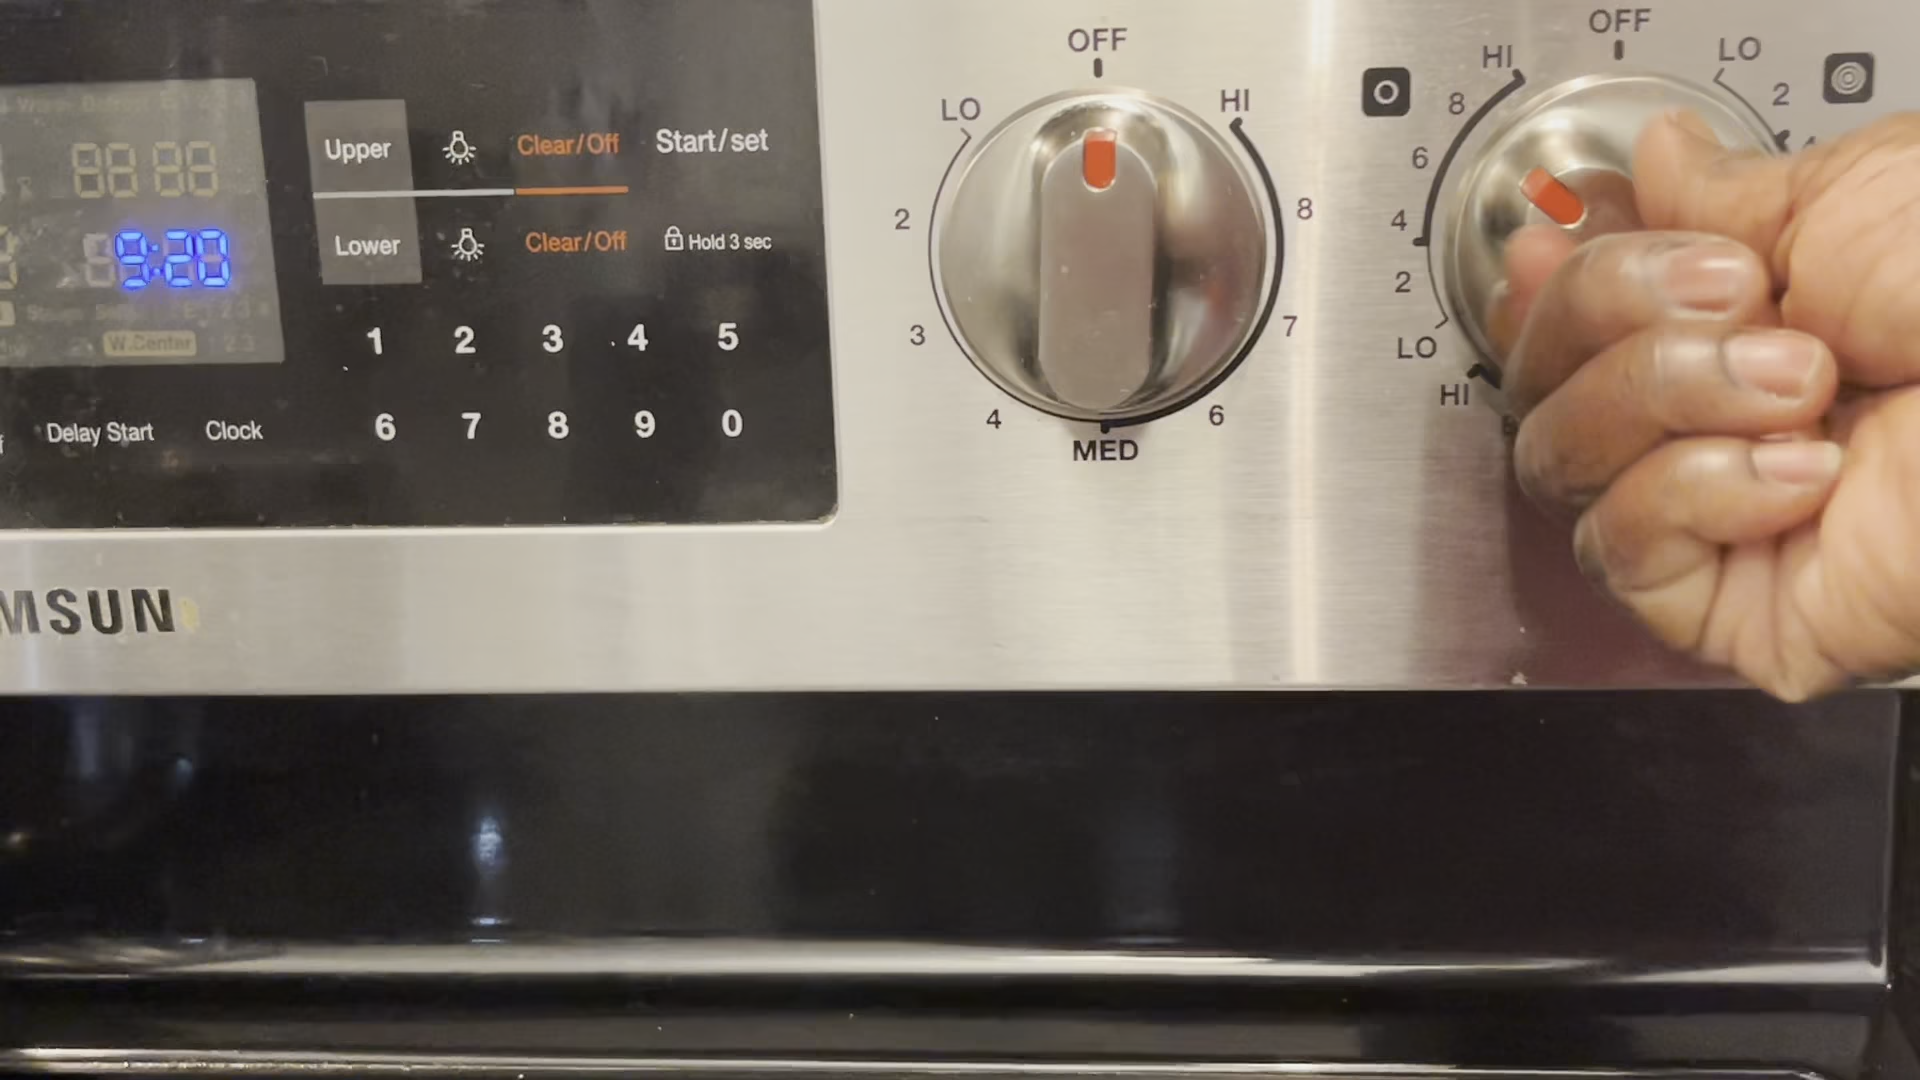 Upper
Clear/Off
Start/set
Lower
Clear/Off
Hold 3 sec
9:20
W.Center
1 2 3 4 5
6 7 8 9 0
Delay Start
Clock
MSUN
OFF
LO
HI
2
8
3
7
4
6
MED
OFF
HI
LO
8
2
6
4
2
LO
HI